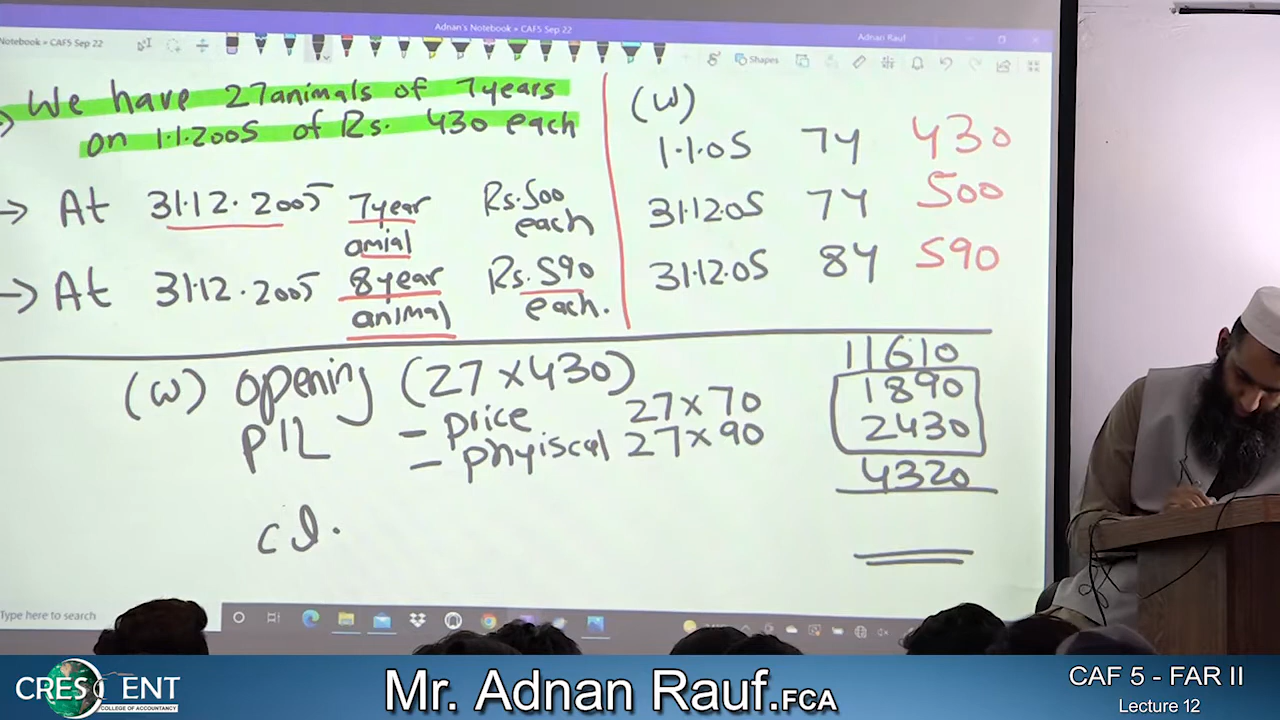 Adnan's Notebook » CAF5 Sep 22
Adnan Rauf
Notebook » CAF5 Sep 22
Shapes
We have 27animals of 7years
on 1.1.2005 of Rs. 430 each
→ At 31.12.2005 7year Rs.500
amial each
→ At 31.12.2005 8year Rs.590
animal each.
(W)
1.1.05 7y 430
31.12.05 7y 500
31.12.05 8y 590
(W) opening (27×430) 11610
P/L – price 27×70 1890
– phyiscal 27×90 2430
4320
cl.
Type here to search
CRESCENT
COLLEGE OF ACCOUNTANCY
Mr. Adnan Rauf.FCA
CAF 5 - FAR II
Lecture 12